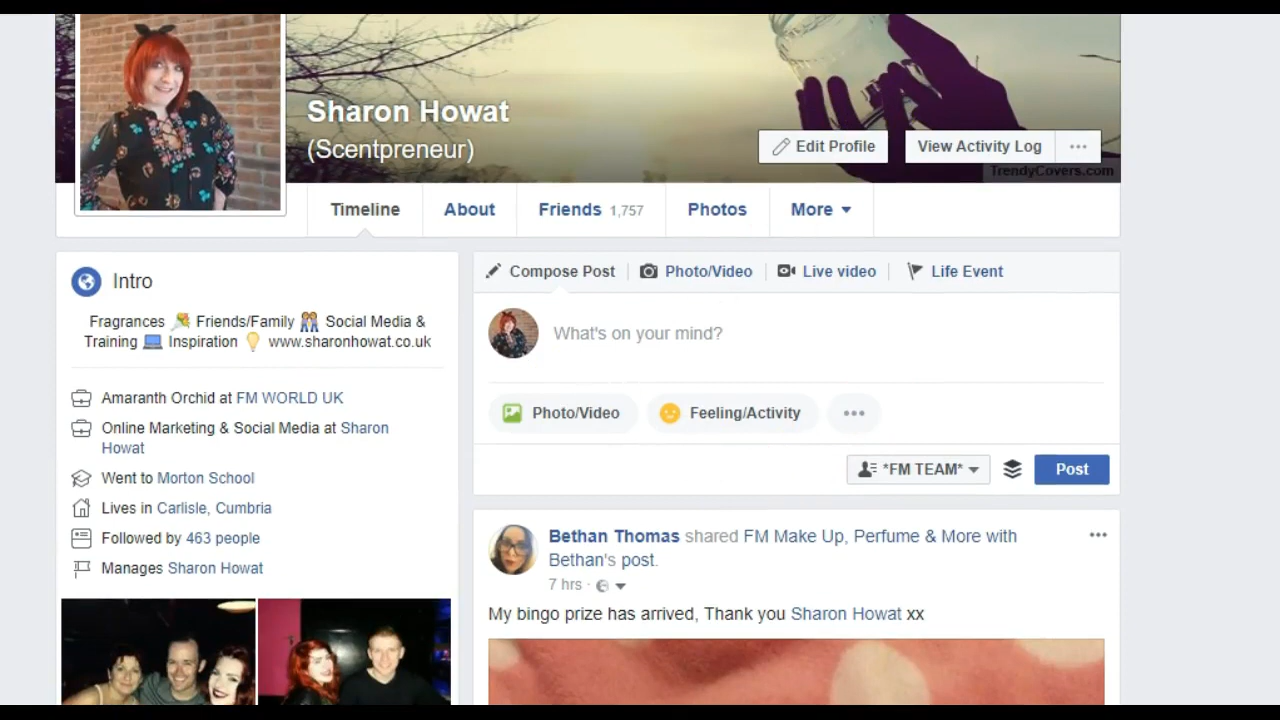 Sharon Howat
(Scentpreneur)
Edit Profile
View Activity Log
TrendyCovers.com
Timeline
About
Friends 1,757
Photos
More
Intro
Fragrances Friends/Family Social Media &
Training Inspiration www.sharonhowat.co.uk
Amaranth Orchid at FM WORLD UK
Online Marketing & Social Media at Sharon
Howat
Went to Morton School
Lives in Carlisle, Cumbria
Followed by 463 people
Manages Sharon Howat
Compose Post
Photo/Video
Live video
Life Event
What's on your mind?
Photo/Video
Feeling/Activity
*FM TEAM*
Post
Bethan Thomas shared FM Make Up, Perfume & More with
Bethan's post.
7 hrs ·
My bingo prize has arrived, Thank you Sharon Howat xx